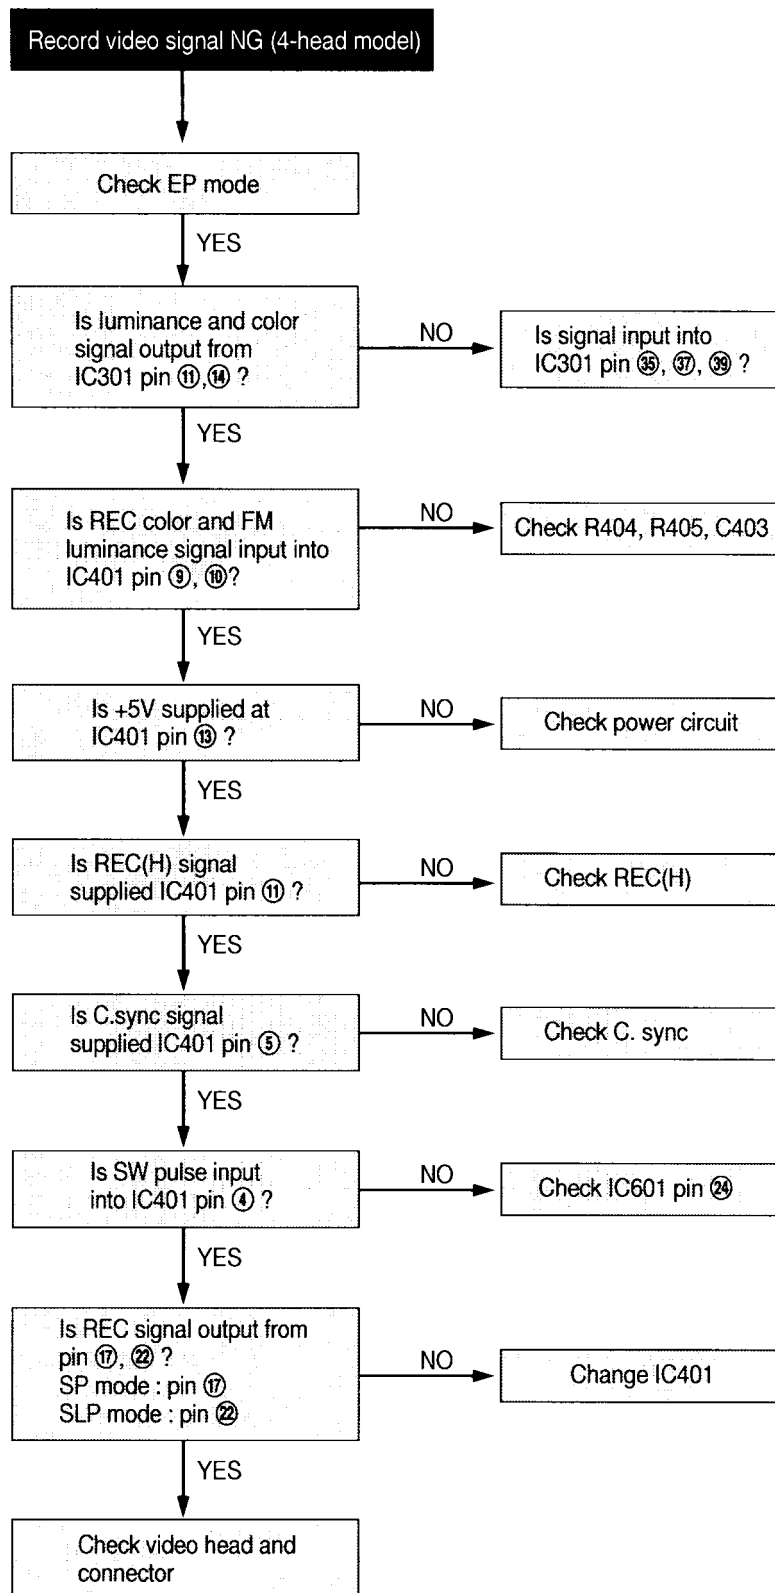 Record video signal NG (4-head model)
Check EP mode
YES
Is luminance and color
signal output from
IC301 pin ⑪,⑭ ?
NO
Is signal input into
IC301 pin ㉟, ㊲, ㊴ ?
YES
Is REC color and FM
luminance signal input into
IC401 pin ⑨, ⑩?
NO
Check R404, R405, C403
YES
Is +5V supplied at
IC401 pin ⑬ ?
NO
Check power circuit
YES
Is REC(H) signal
supplied IC401 pin ⑪ ?
NO
Check REC(H)
YES
Is C.sync signal
supplied IC401 pin ⑤ ?
NO
Check C. sync
YES
Is SW pulse input
into IC401 pin ④ ?
NO
Check IC601 pin ㉔
YES
Is REC signal output from
pin ⑰, ㉒ ?
SP mode : pin ⑰
SLP mode : pin ㉒
NO
Change IC401
YES
Check video head and
connector